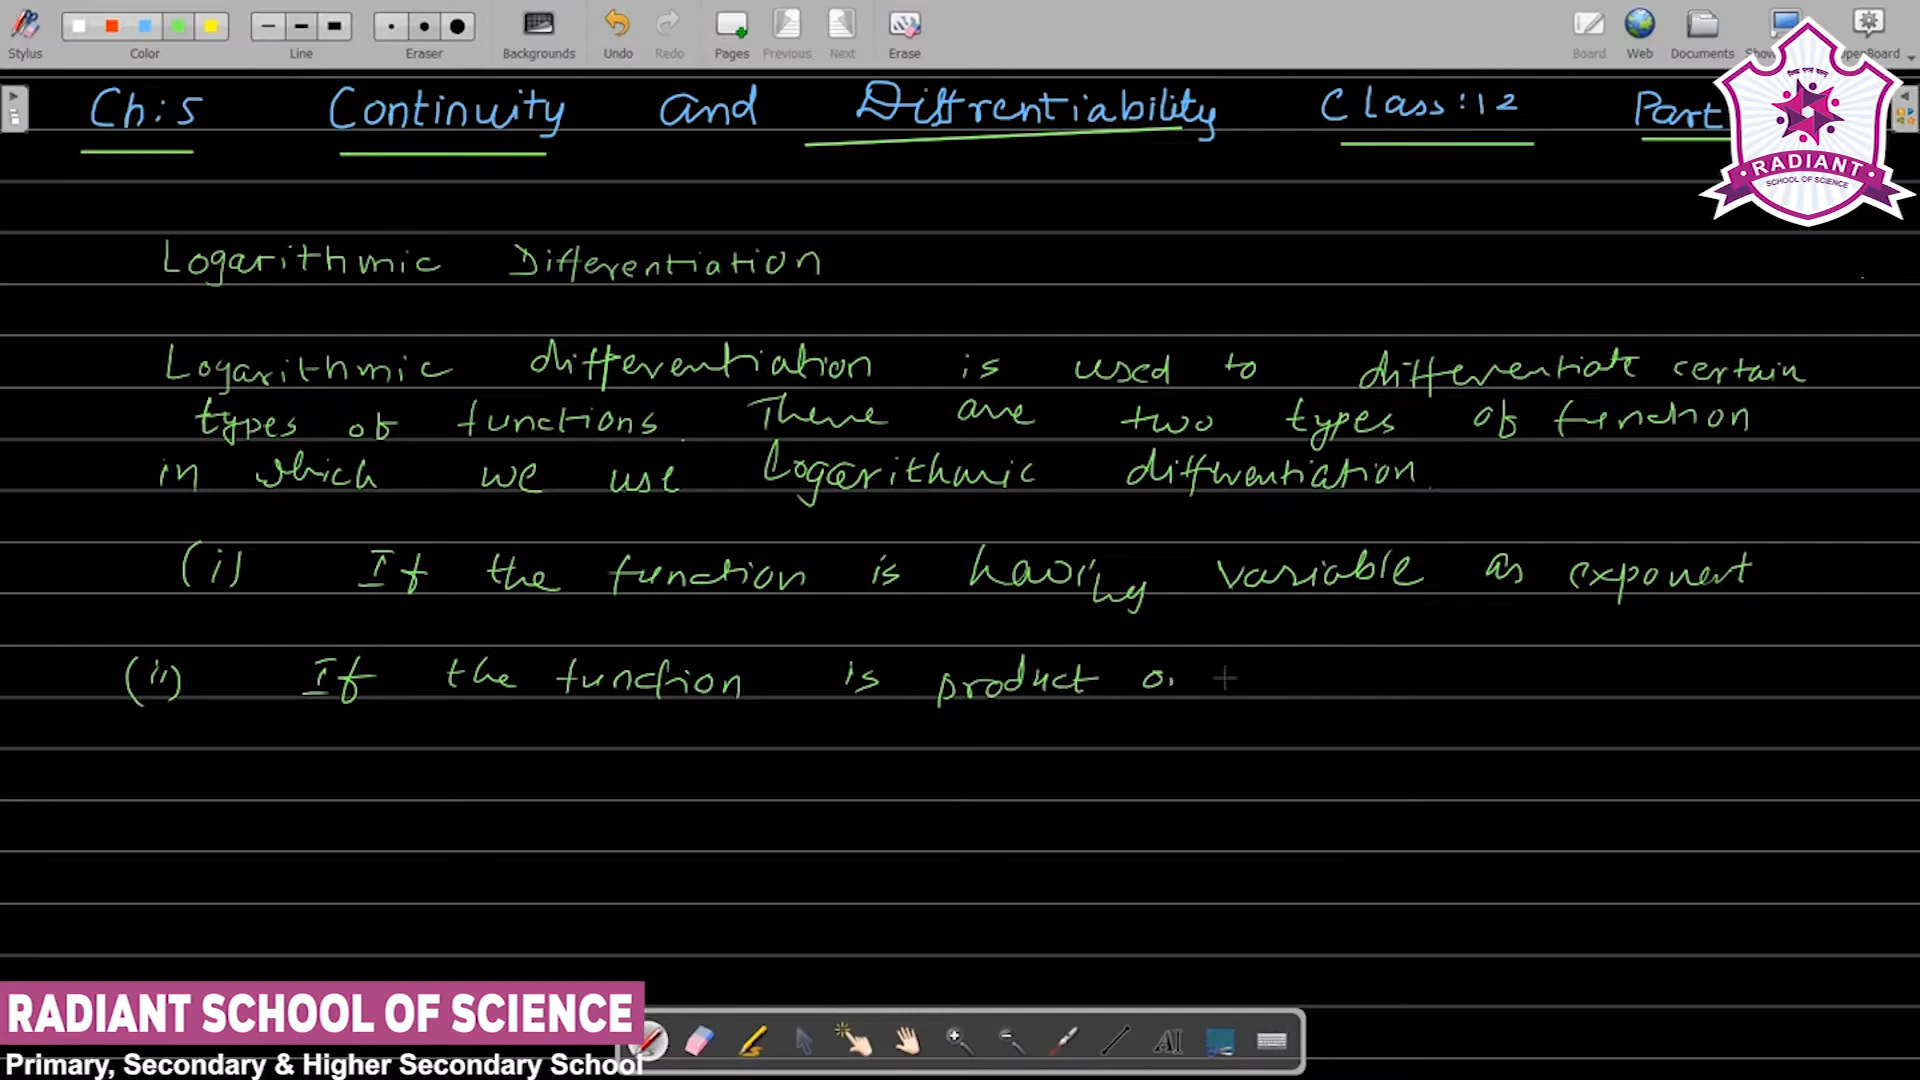 Stylus Color Line Eraser Backgrounds Undo Redo Pages Previous Next Erase Board Web Documents
Ch:5 Continuity and Diffrentiability Class:12 Part
RADIANT
SCHOOL OF SCIENCE
Logarithmic Differentiation
Logarithmic differentiation is used to differentiate certain
types of functions. There are two types of function
in which we use Logarithmic differentiation.
(i) If the function is having variable as exponent
(ii) If the function is product
RADIANT SCHOOL OF SCIENCE
Primary, Secondary & Higher Secondary School